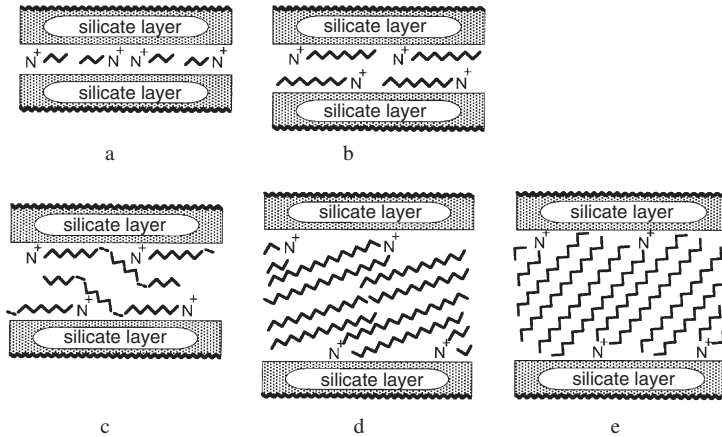 silicate layer
N+ N+ N+ N+
silicate layer
a
silicate layer
N+ N+
N+ N+
silicate layer
b
silicate layer
N+ N+
N+ N+
silicate layer
c
silicate layer
N+ N+
N+ N+
silicate layer
d
silicate layer
N+ N+
N+ N+
silicate layer
e